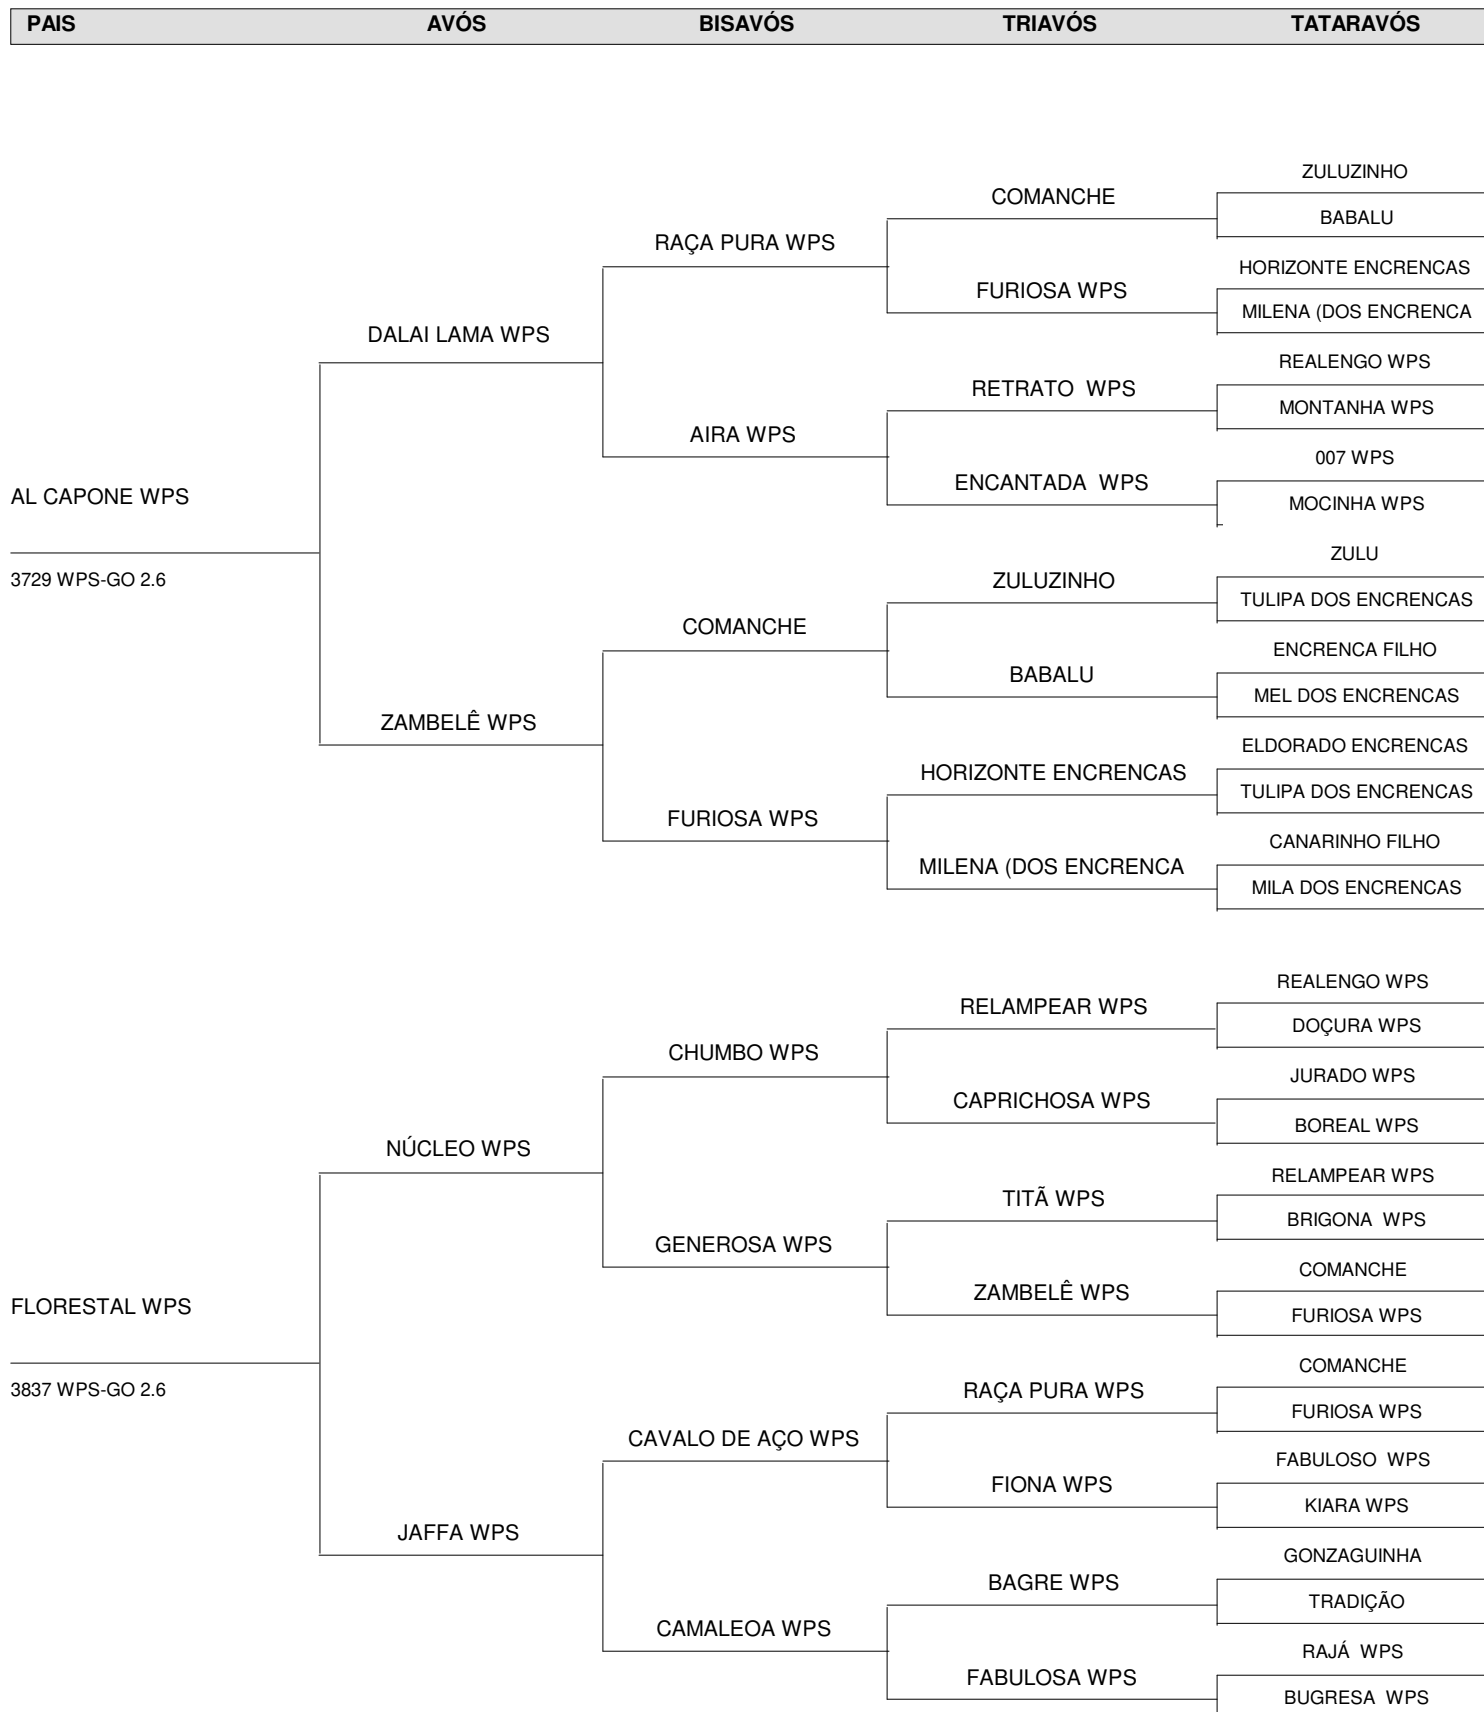 PAIS AVÓS BISAVÓS TRIAVÓS TATARAVÓS
ZULUZINHO
COMANCHE
BABALU
RAÇA PURA WPS
HORIZONTE ENCRENCAS
FURIOSA WPS
MILENA (DOS ENCRENCA
DALAI LAMA WPS
REALENGO WPS
RETRATO WPS
MONTANHA WPS
AIRA WPS
007 WPS
ENCANTADA WPS
MOCINHA WPS
AL CAPONE WPS
ZULU
3729 WPS-GO 2.6
ZULUZINHO
TULIPA DOS ENCRENCAS
COMANCHE
ENCRENCA FILHO
BABALU
MEL DOS ENCRENCAS
ZAMBELÊ WPS
ELDORADO ENCRENCAS
HORIZONTE ENCRENCAS
TULIPA DOS ENCRENCAS
FURIOSA WPS
CANARINHO FILHO
MILENA (DOS ENCRENCA
MILA DOS ENCRENCAS
REALENGO WPS
RELAMPEAR WPS
DOÇURA WPS
CHUMBO WPS
JURADO WPS
CAPRICHOSA WPS
BOREAL WPS
NÚCLEO WPS
RELAMPEAR WPS
TITÃ WPS
BRIGONA WPS
GENEROSA WPS
COMANCHE
ZAMBELÊ WPS
FURIOSA WPS
FLORESTAL WPS
COMANCHE
3837 WPS-GO 2.6
RAÇA PURA WPS
FURIOSA WPS
CAVALO DE AÇO WPS
FABULOSO WPS
FIONA WPS
KIARA WPS
JAFFA WPS
GONZAGUINHA
BAGRE WPS
TRADIÇÃO
CAMALEOA WPS
RAJÁ WPS
FABULOSA WPS
BUGRESA WPS